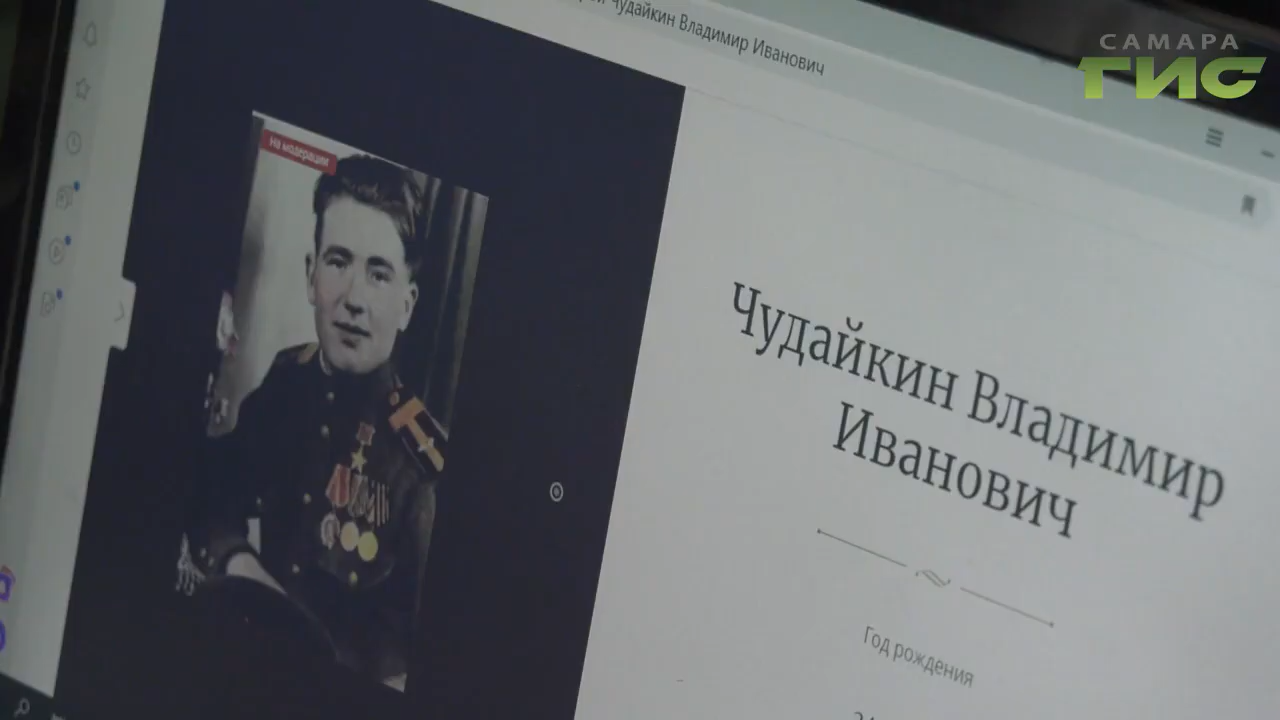 Чудайкин Владимир Иванович
САМАРА
ГИС
На модерации
Чудайкин Владимир
Иванович
Год рождения